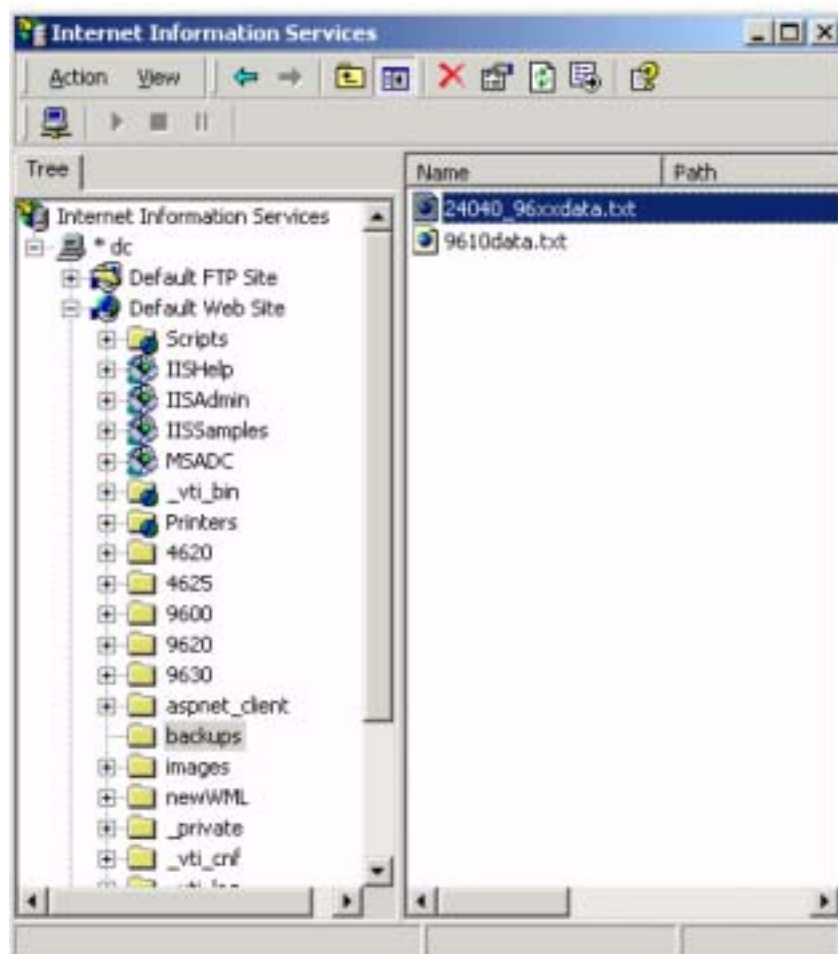 Internet Information Services
Action View
Tree
Name Path
Internet Information Services
* dc
Default FTP Site
Default Web Site
Scripts
IISHelp
IISAdmin
IISSamples
MSADC
_vti_bin
Printers
4620
4625
9600
9620
9630
aspnet_client
backups
images
newWML
_private
_vti_cnf
24040_96xxdata.txt
9610data.txt